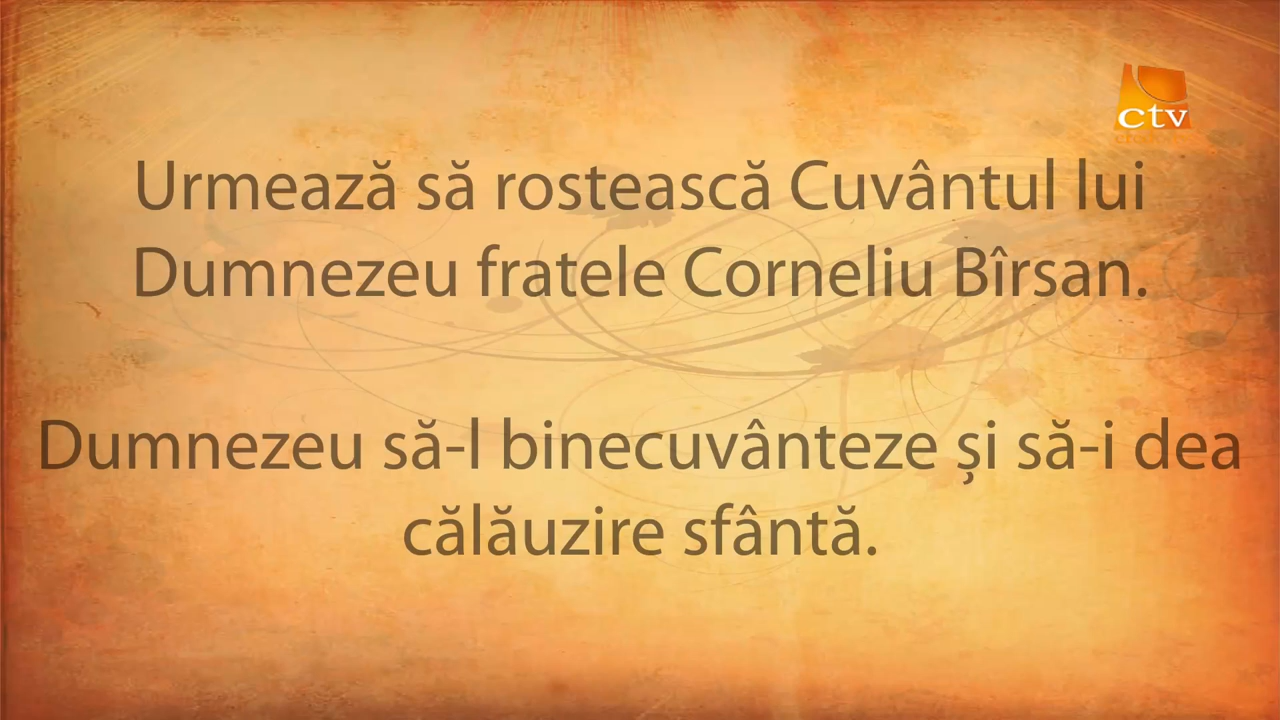 ctv
Urmează să rostească Cuvântul lui
Dumnezeu fratele Corneliu Bîrsan.
Dumnezeu să-l binecuvânteze și să-i dea
călăuzire sfântă.